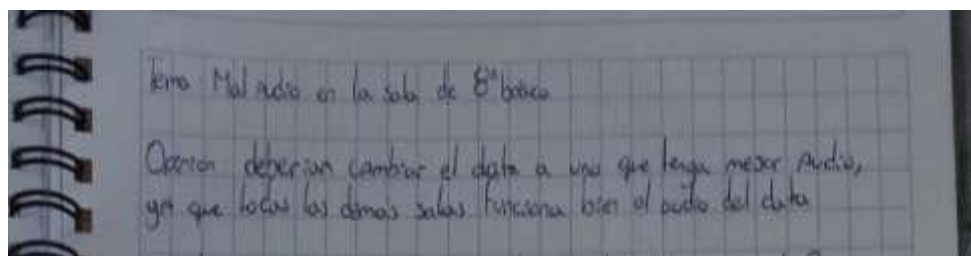 Tema: Mal audio en la sala de 8° básico
Opinión: deberian cambiar el data a uno que tenga mejor Audio,
ya que todas las demás salas funciona bien el audio del data